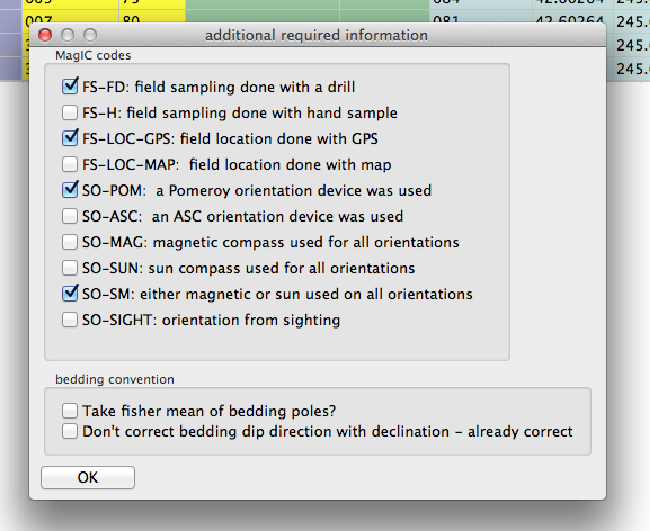 007 80 081 42.60264 245.0
additional required information
245.
245.
MagIC codes
FS-FD: field sampling done with a drill
FS-H: field sampling done with hand sample
FS-LOC-GPS: field location done with GPS
FS-LOC-MAP: field location done with map
SO-POM: a Pomeroy orientation device was used
SO-ASC: an ASC orientation device was used
SO-MAG: magnetic compass used for all orientations
SO-SUN: sun compass used for all orientations
SO-SM: either magnetic or sun used on all orientations
SO-SIGHT: orientation from sighting
bedding convention
Take fisher mean of bedding poles?
Don't correct bedding dip direction with declination - already correct
OK